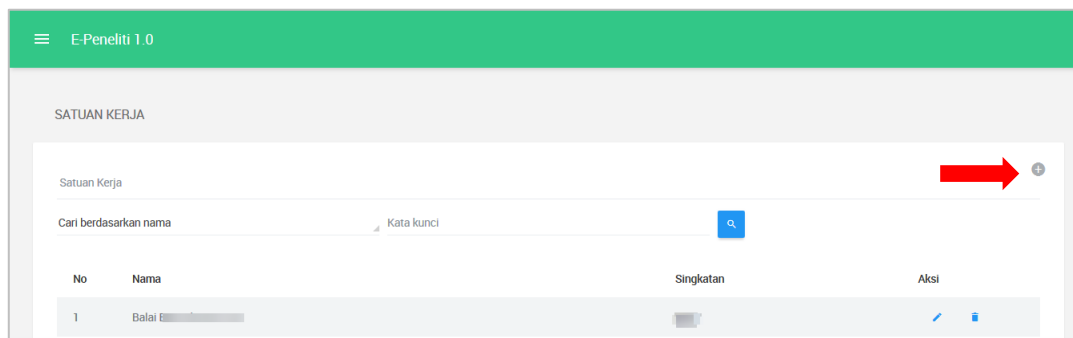 E-Peneliti 1.0
SATUAN KERJA
Satuan Kerja
Cari berdasarkan nama Kata kunci
No Nama Singkatan Aksi
1 Balai